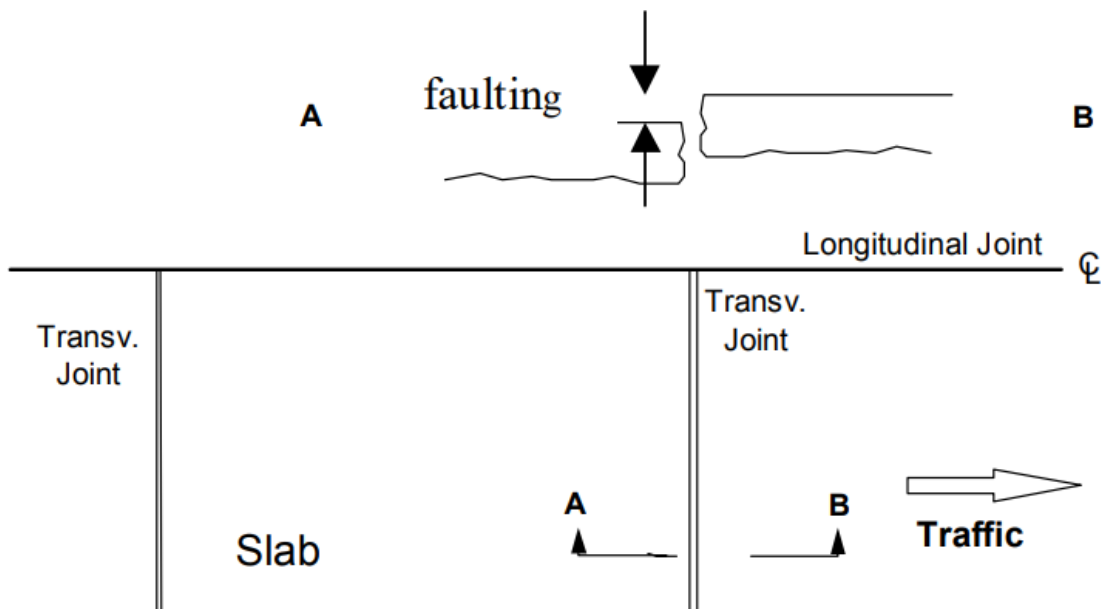 faulting
A
B
Longitudinal Joint
℄
Transv.
Joint
Transv.
Joint
A
B
Traffic
Slab